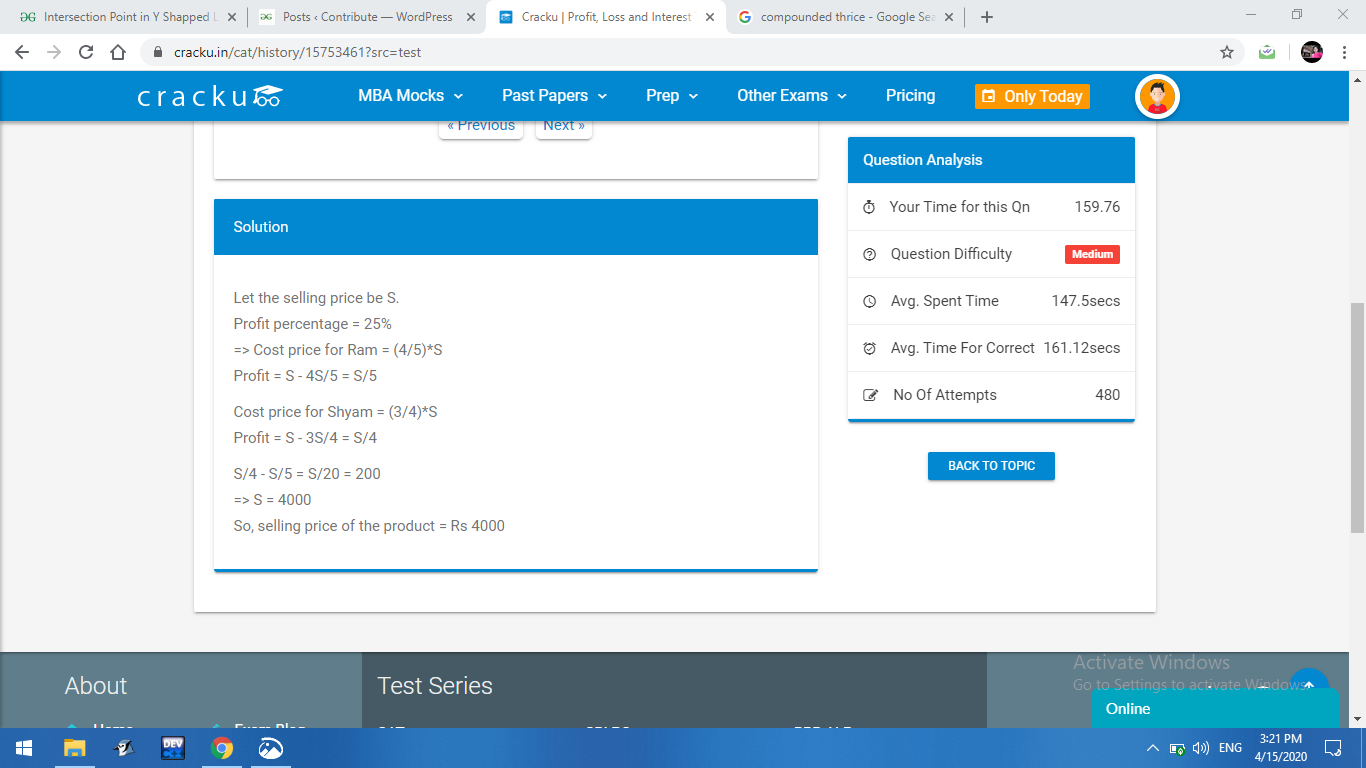 Intersection Point in Y Shapped L
Posts ‹ Contribute — WordPress
Cracku | Profit, Loss and Interest
compounded thrice - Google Sea
cracku.in/cat/history/15753461?src=test
cracku
MBA Mocks
Past Papers
Prep
Other Exams
Pricing
Only Today
« Previous
Next »
Solution
Let the selling price be S.
Profit percentage = 25%
=> Cost price for Ram = (4/5)*S
Profit = S - 4S/5 = S/5
Cost price for Shyam = (3/4)*S
Profit = S - 3S/4 = S/4
S/4 - S/5 = S/20 = 200
=> S = 4000
So, selling price of the product = Rs 4000
Question Analysis
Your Time for this Qn 159.76
Question Difficulty Medium
Avg. Spent Time 147.5secs
Avg. Time For Correct 161.12secs
No Of Attempts 480
BACK TO TOPIC
About
Test Series
Home
Exam Blog
Activate Windows
Go to Settings to activate Windows.
Online
DEV
ENG
3:21 PM
4/15/2020